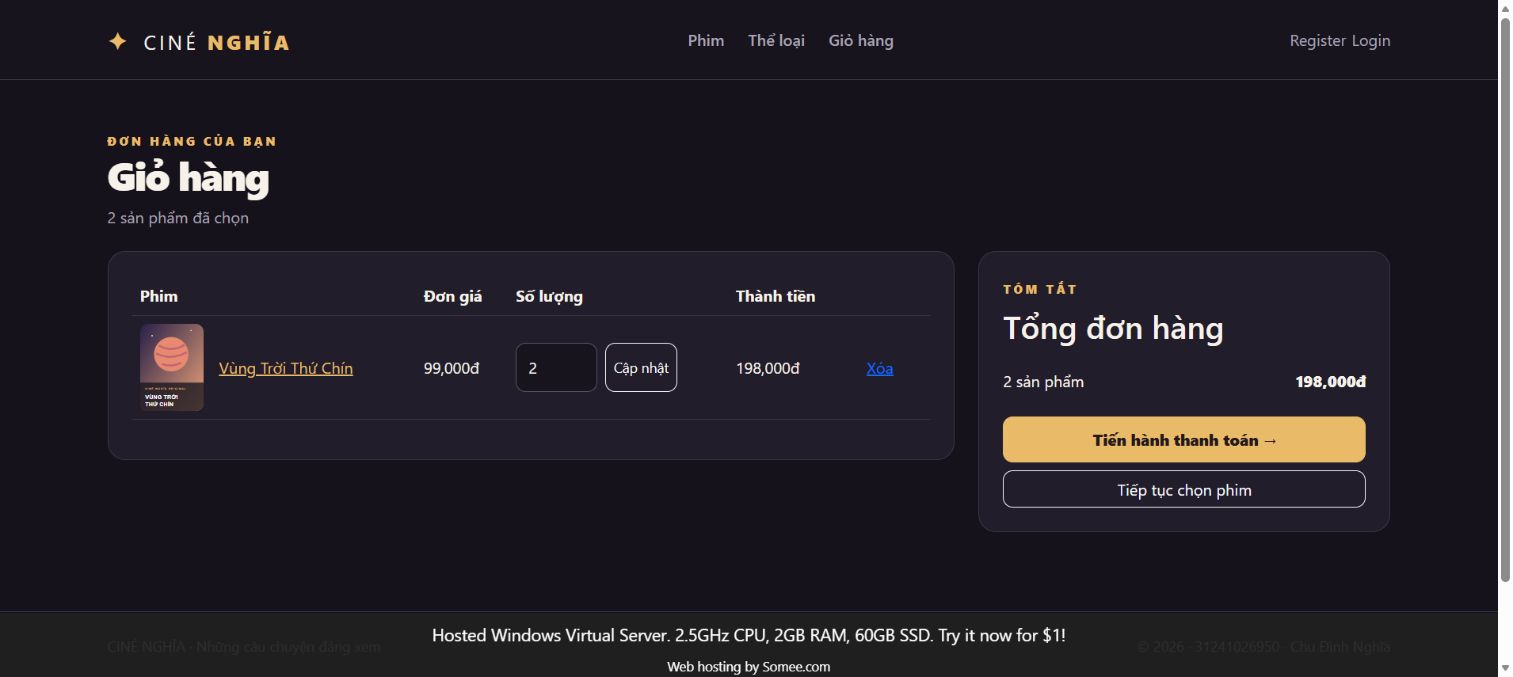 ✦ CINÉ NGHĨA
Phim Thể loại Giỏ hàng
Register Login
ĐƠN HÀNG CỦA BẠN
Giỏ hàng
2 sản phẩm đã chọn
Phim Đơn giá Số lượng Thành tiền
VÙNG TRỜI
THỨ CHÍN
Vùng Trời Thứ Chín 99,000đ 2 Cập nhật 198,000đ Xóa
TÓM TẮT
Tổng đơn hàng
2 sản phẩm 198,000đ
Tiến hành thanh toán →
Tiếp tục chọn phim
Hosted Windows Virtual Server. 2.5GHz CPU, 2GB RAM, 60GB SSD. Try it now for $1!
CINÉ NGHĨA · Những câu chuyện đáng xem
© 2026 · 31241026950 · Chu Đình Nghĩa
Web hosting by Somee.com